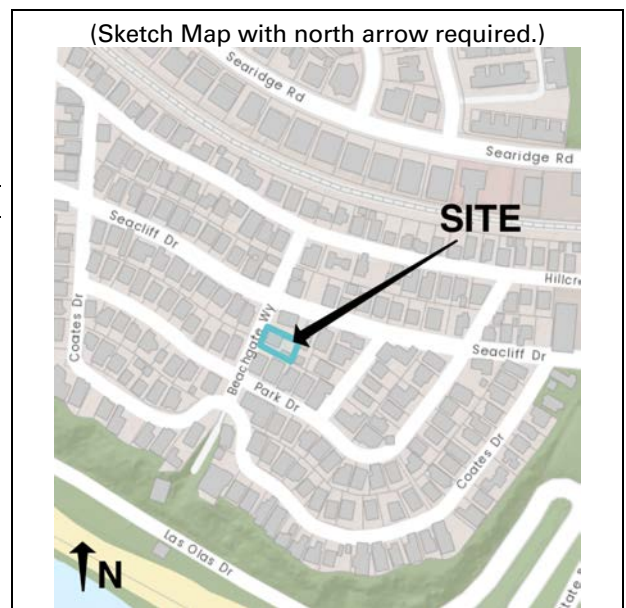 (Sketch Map with north arrow required.)
Searidge Rd
Searidge Rd
SITE
Seacliff Dr
Hillcre
Beachgate Wy
Coates Dr
Seacliff Dr
Park Dr
Coates Dr
Las Olas Dr
N